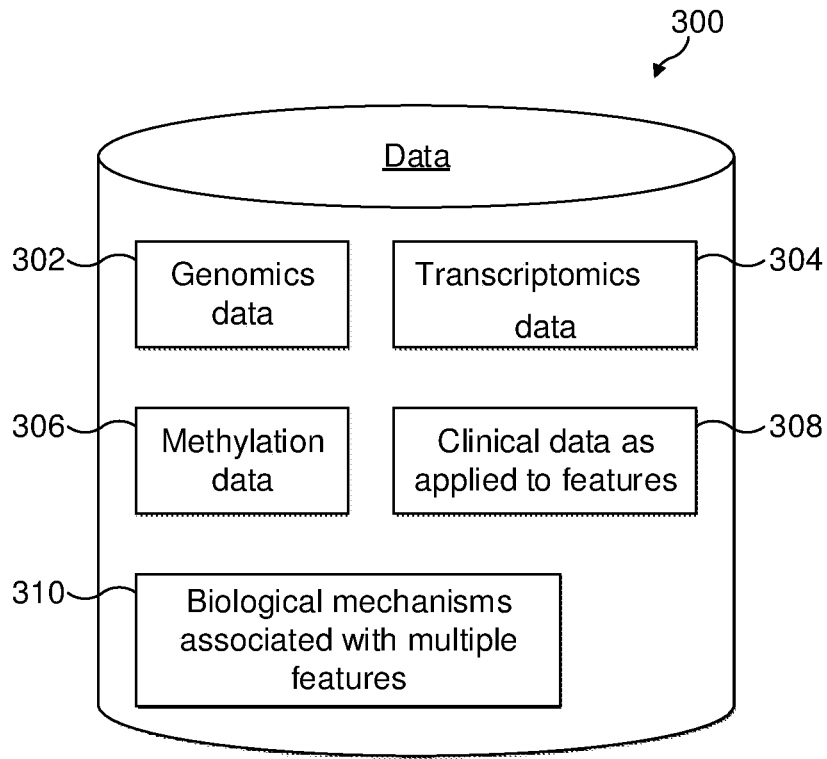 300
Data
302
Genomics
data
Transcriptomics
data
304
306
Methylation
data
Clinical data as
applied to features
308
310
Biological mechanisms
associated with multiple
features